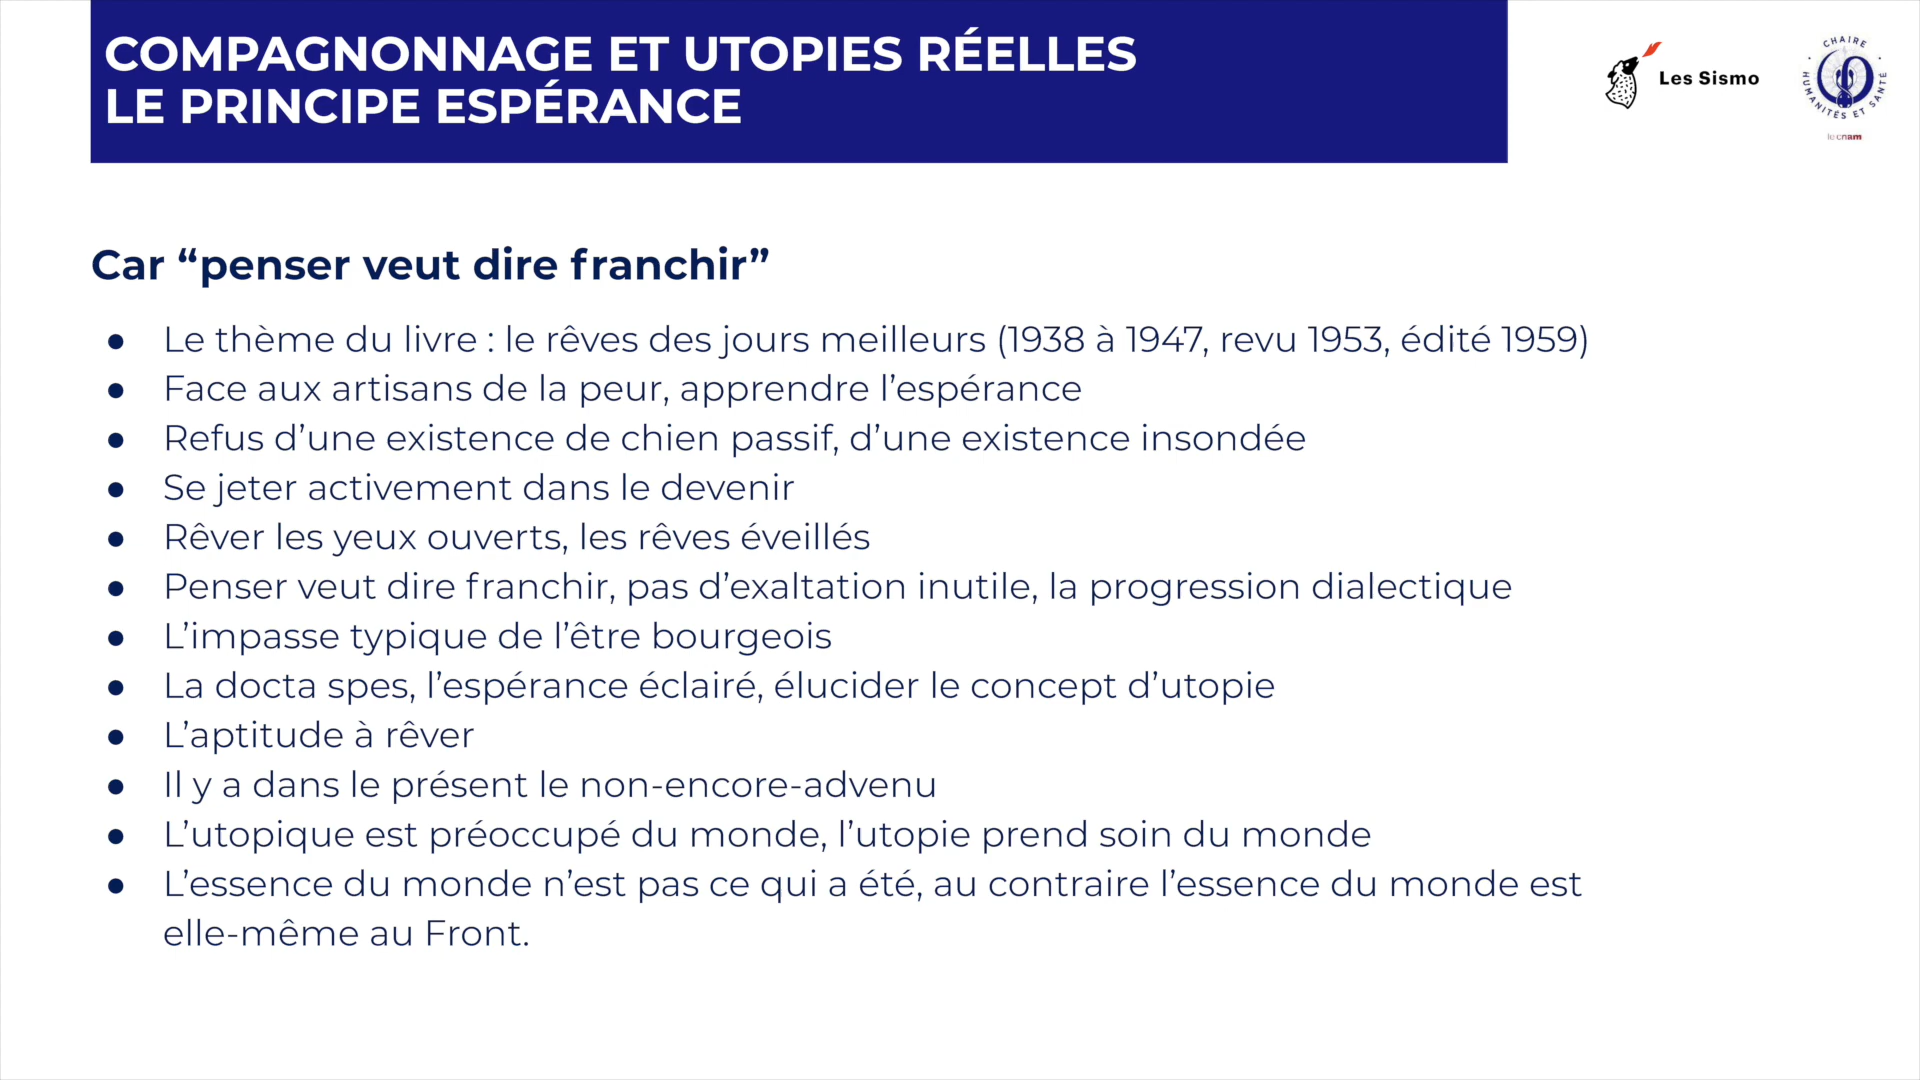 COMPAGNONNAGE ET UTOPIES RÉELLES
LE PRINCIPE ESPÉRANCE
Les Sismo
CHAIRE
HUMANITÉS ET SANTÉ
le cnam
Car “penser veut dire franchir”
● Le thème du livre : le rêves des jours meilleurs (1938 à 1947, revu 1953, édité 1959)
● Face aux artisans de la peur, apprendre l’espérance
● Refus d’une existence de chien passif, d’une existence insondée
● Se jeter activement dans le devenir
● Rêver les yeux ouverts, les rêves éveillés
● Penser veut dire franchir, pas d’exaltation inutile, la progression dialectique
● L’impasse typique de l’être bourgeois
● La docta spes, l’espérance éclairé, élucider le concept d’utopie
● L’aptitude à rêver
● Il y a dans le présent le non-encore-advenu
● L’utopique est préoccupé du monde, l’utopie prend soin du monde
● L’essence du monde n’est pas ce qui a été, au contraire l’essence du monde est
elle-même au Front.